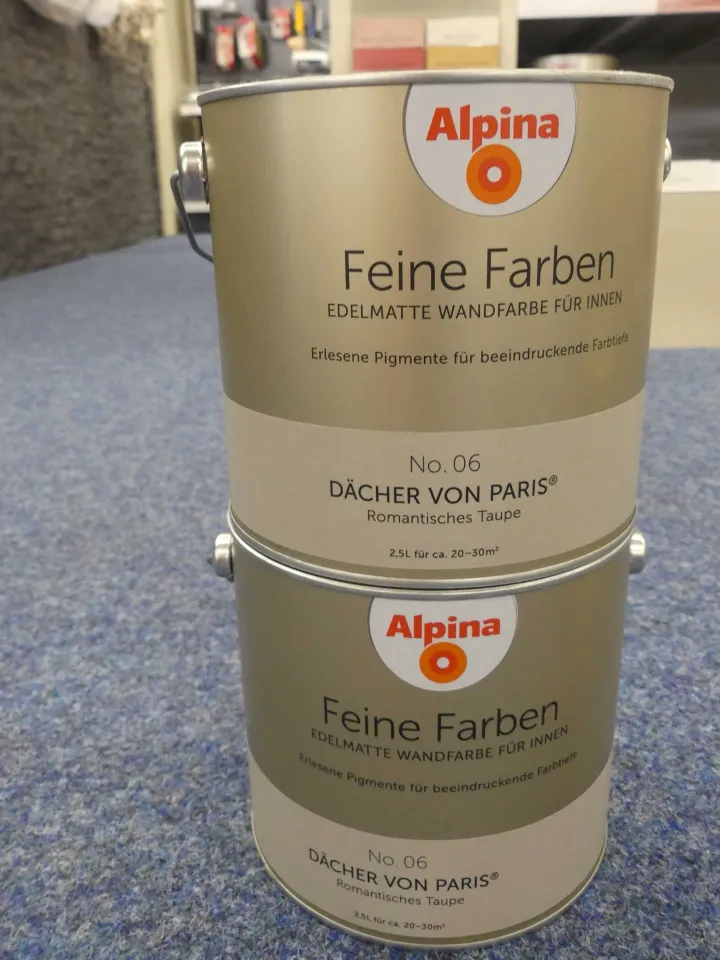 Alpina
Feine Farben
EDELMATTE WANDFARBE FÜR INNEN
Erlesene Pigmente für beeindruckende Farbtiefe
No. 06
DÄCHER VON PARIS®
Romantisches Taupe
2,5L für ca. 20–30m²
Alpina
Feine Farben
EDELMATTE WANDFARBE FÜR INNEN
Erlesene Pigmente für beeindruckende Farbtiefe
No. 06
DÄCHER VON PARIS®
Romantisches Taupe
2,5L für ca. 20–30m²